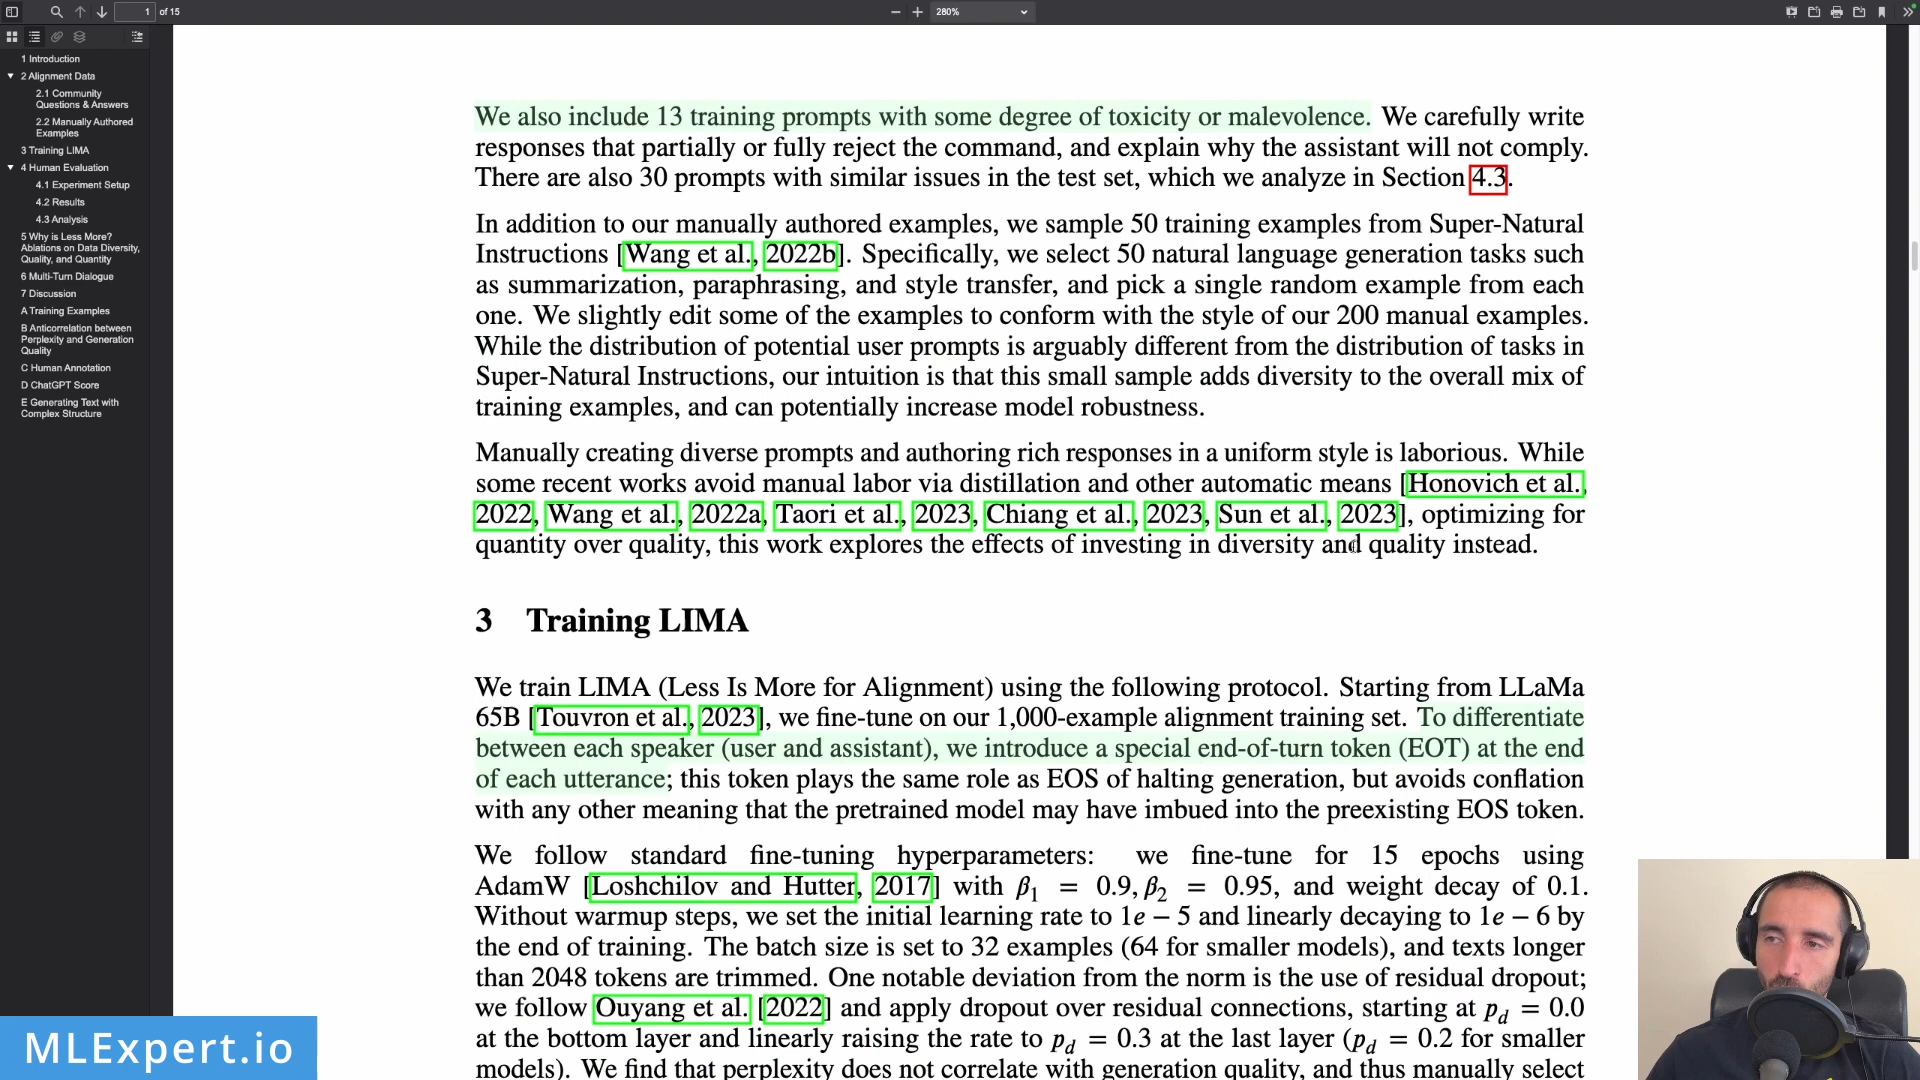 1 of 15
280%
1 Introduction
2 Alignment Data
2.1 Community
Questions & Answers
2.2 Manually Authored
Examples
3 Training LIMA
4 Human Evaluation
4.1 Experiment Setup
4.2 Results
4.3 Analysis
5 Why is Less More?
Ablations on Data Diversity,
Quality, and Quantity
6 Multi-Turn Dialogue
7 Discussion
A Training Examples
B Anticorrelation between
Perplexity and Generation
Quality
C Human Annotation
D ChatGPT Score
E Generating Text with
Complex Structure
We also include 13 training prompts with some degree of toxicity or malevolence. We carefully write
responses that partially or fully reject the command, and explain why the assistant will not comply.
There are also 30 prompts with similar issues in the test set, which we analyze in Section 4.3.
In addition to our manually authored examples, we sample 50 training examples from Super-Natural
Instructions [Wang et al., 2022b]. Specifically, we select 50 natural language generation tasks such
as summarization, paraphrasing, and style transfer, and pick a single random example from each
one. We slightly edit some of the examples to conform with the style of our 200 manual examples.
While the distribution of potential user prompts is arguably different from the distribution of tasks in
Super-Natural Instructions, our intuition is that this small sample adds diversity to the overall mix of
training examples, and can potentially increase model robustness.
Manually creating diverse prompts and authoring rich responses in a uniform style is laborious. While
some recent works avoid manual labor via distillation and other automatic means [Honovich et al.,
2022, Wang et al., 2022a, Taori et al., 2023, Chiang et al., 2023, Sun et al., 2023], optimizing for
quantity over quality, this work explores the effects of investing in diversity and quality instead.
3 Training LIMA
We train LIMA (Less Is More for Alignment) using the following protocol. Starting from LLaMa
65B [Touvron et al., 2023], we fine-tune on our 1,000-example alignment training set. To differentiate
between each speaker (user and assistant), we introduce a special end-of-turn token (EOT) at the end
of each utterance; this token plays the same role as EOS of halting generation, but avoids conflation
with any other meaning that the pretrained model may have imbued into the preexisting EOS token.
We follow standard fine-tuning hyperparameters: we fine-tune for 15 epochs using
AdamW [Loshchilov and Hutter, 2017] with β₁ = 0.9, β₂ = 0.95, and weight decay of 0.1.
Without warmup steps, we set the initial learning rate to 1e − 5 and linearly decaying to 1e − 6 by
the end of training. The batch size is set to 32 examples (64 for smaller models), and texts longer
than 2048 tokens are trimmed. One notable deviation from the norm is the use of residual dropout;
we follow Ouyang et al. [2022] and apply dropout over residual connections, starting at p_d = 0.0
at the bottom layer and linearly raising the rate to p_d = 0.3 at the last layer (p_d = 0.2 for smaller
models). We find that perplexity does not correlate with generation quality, and thus manually select
MLExpert.io